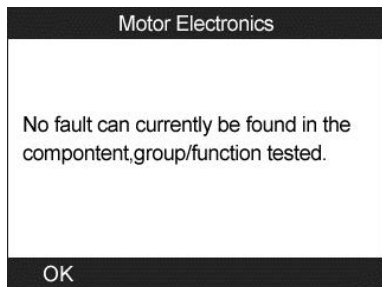 Motor Electronics
No fault can currently be found in the
compontent,group/function tested.
OK